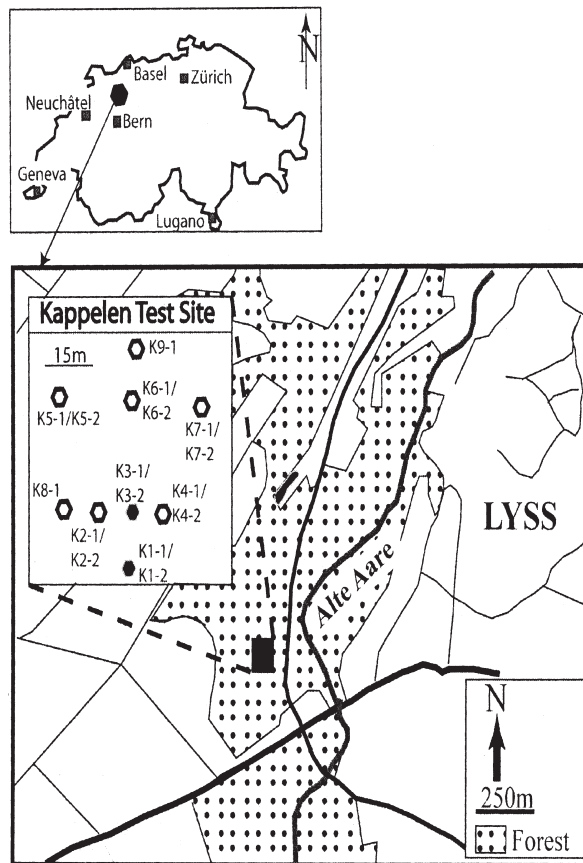 N
Basel
Zürich
Neuchâtel
Bern
Geneva
Lugano
Kappelen Test Site
15m
K9-1
K6-1/
K6-2
K5-1/K5-2
K7-1/
K7-2
K3-1/
K3-2
K8-1
K4-1/
K4-2
K2-1/
K2-2
K1-1/
K1-2
LYSS
Alte Aare
N
250m
Forest